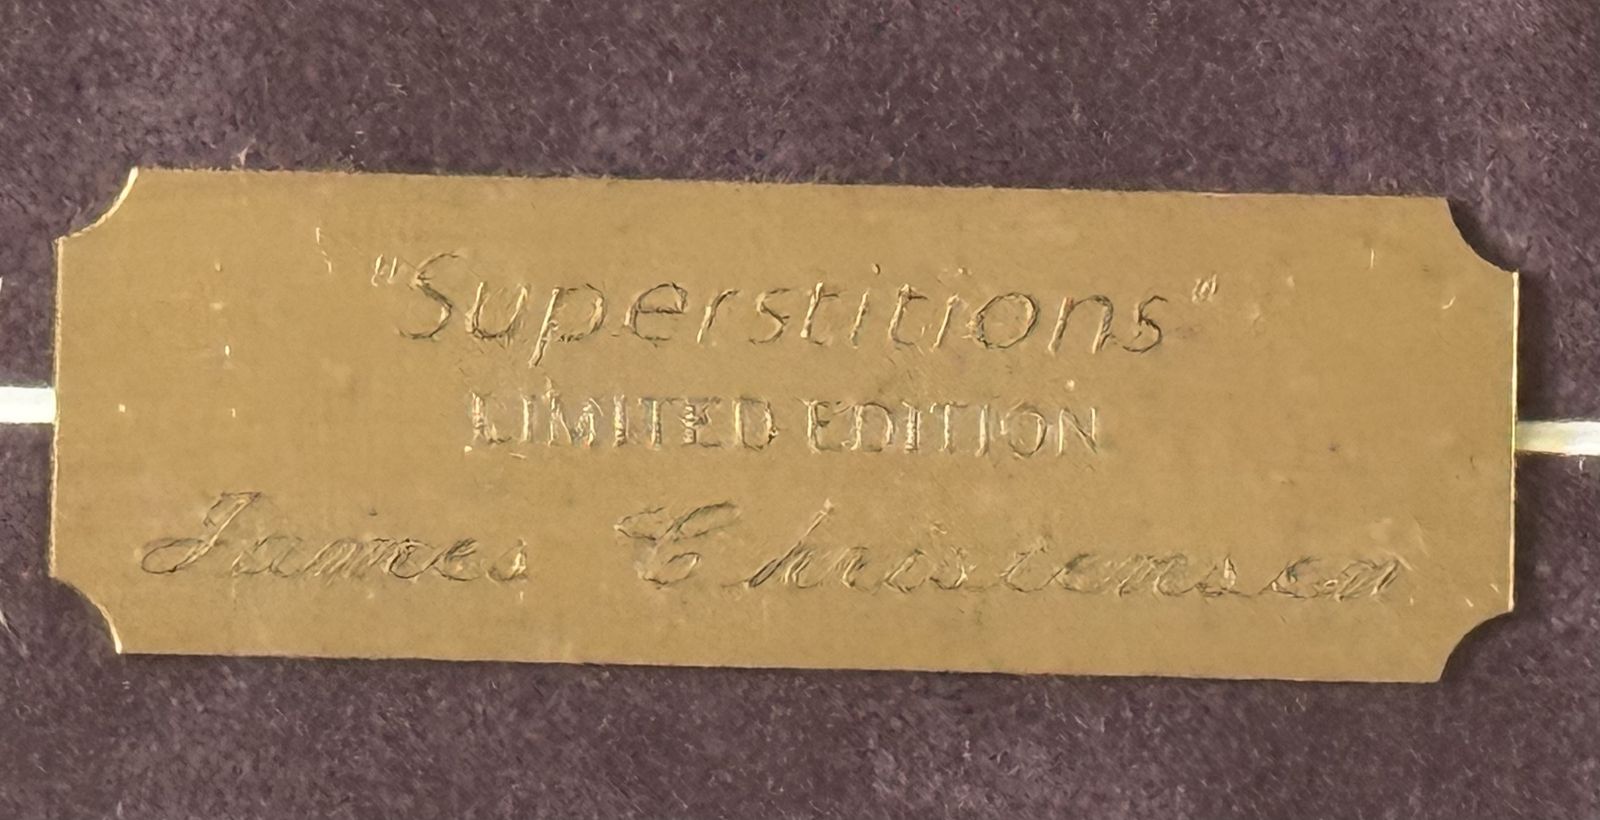 "Superstitions"
LIMITED EDITION
James Christensen